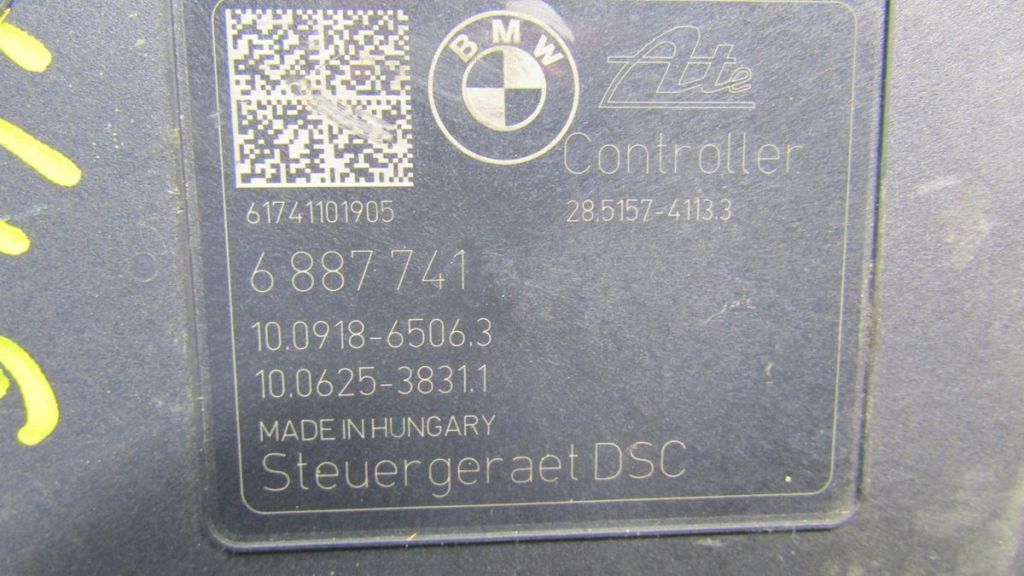 BMW
Ate
Controller
61741101905
28.5157-4113.3
6 887 741
10.0918-6506.3
10.0625-3831.1
MADE IN HUNGARY
Steuergeraet DSC